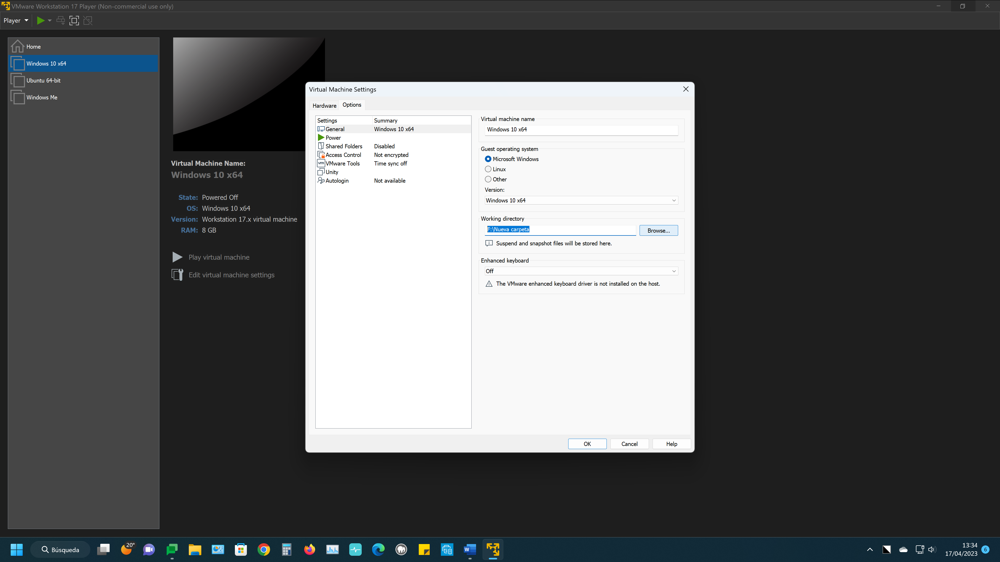 VMware Workstation 17 Player (Non-commercial use only)
Player
Home
Windows 10 x64
Ubuntu 64-bit
Windows Me
Virtual Machine Name:
Windows 10 x64
State: Powered Off
OS: Windows 10 x64
Version: Workstation 17.x virtual machine
RAM: 8 GB
Play virtual machine
Edit virtual machine settings
Virtual Machine Settings
Hardware Options
Settings Summary
General Windows 10 x64
Power
Shared Folders Disabled
Access Control Not encrypted
vm VMware Tools Time sync off
Unity
Autologin Not available
Virtual machine name
Windows 10 x64
Guest operating system
Microsoft Windows
Linux
Other
Version:
Windows 10 x64
Working directory
F:\Nueva carpeta Browse...
Suspend and snapshot files will be stored here.
Enhanced keyboard
Off
The VMware enhanced keyboard driver is not installed on the host.
OK Cancel Help
Búsqueda
20°
W
13:34
17/04/2023
6